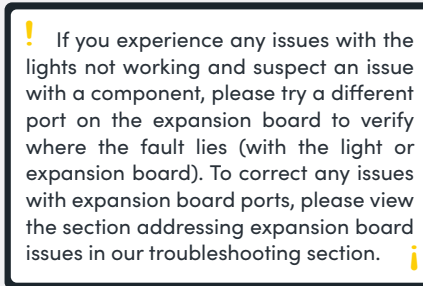 ! If you experience any issues with the
lights not working and suspect an issue
with a component, please try a different
port on the expansion board to verify
where the fault lies (with the light or
expansion board). To correct any issues
with expansion board ports, please view
the section addressing expansion board
issues in our troubleshooting section. ¡